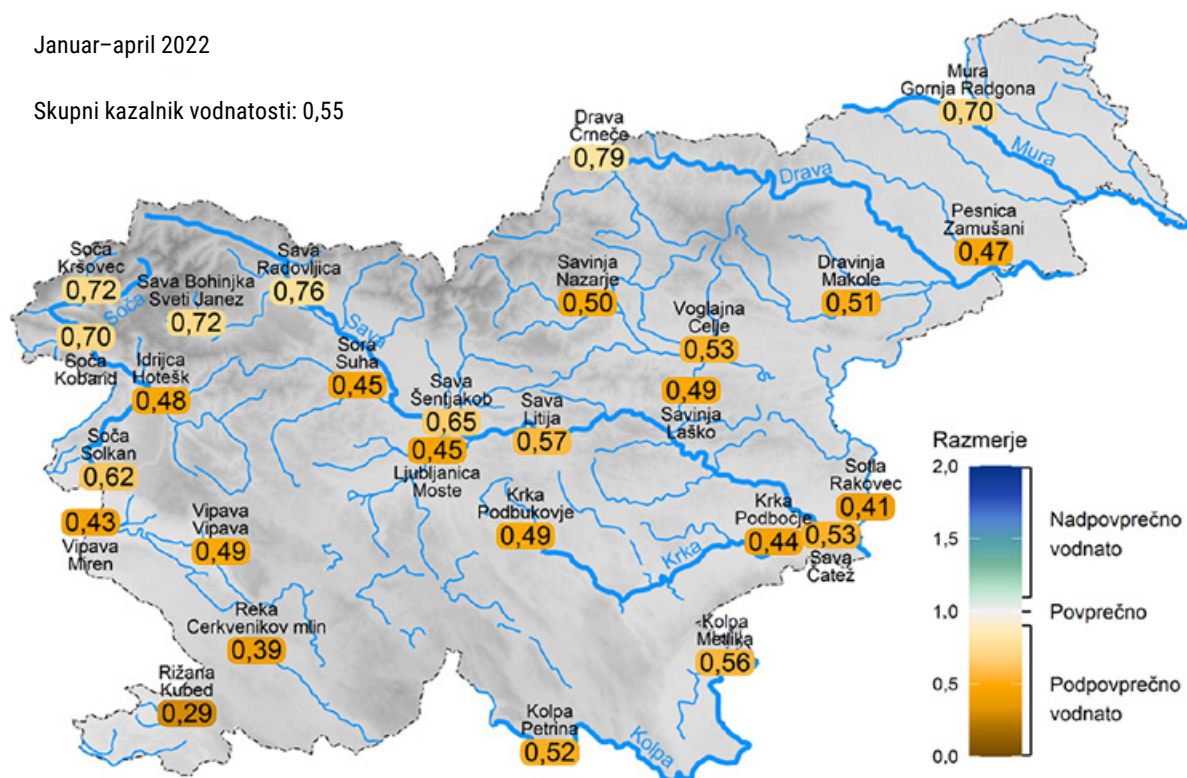 Januar–april 2022
Skupni kazalnik vodnatosti: 0,55
Mura
Gornja Radgona
0,70
Mura
Drava
Črneče
0,79
Drava
Pesnica
Zamušani
0,47
Soča
Kršovec
0,72
Soča
Sava Bohinjka
Sveti Janez
0,72
Sava
Radovljica
0,76
Sava
Savinja
Nazarje
0,50
Dravinja
Makole
0,51
Voglajna
Celje
0,53
0,70
Soča
Kobarid
Idrijca
Hotešk
0,48
Sora
Suha
0,45
Sava
Šentjakob
0,65
0,45
Ljubljanica
Moste
Sava
Litija
0,57
0,49
Savinja
Laško
Soča
Solkan
0,62
0,43
Vipava
Miren
Vipava
Vipava
0,49
Krka
Podbukovje
0,49
Krka
Krka
Podbočje
0,44
Sotla
Rakovec
0,41
0,53
Sava
Čatež
Reka
Cerkvenikov mlin
0,39
Rižana
Kubed
0,29
Kolpa
Petrina
0,52
Kolpa
Kolpa
Metlika
0,56
Razmerje
2,0
1,5
1,0
0,5
0,0
Nadpovprečno
vodnato
Povprečno
Podpovprečno
vodnato